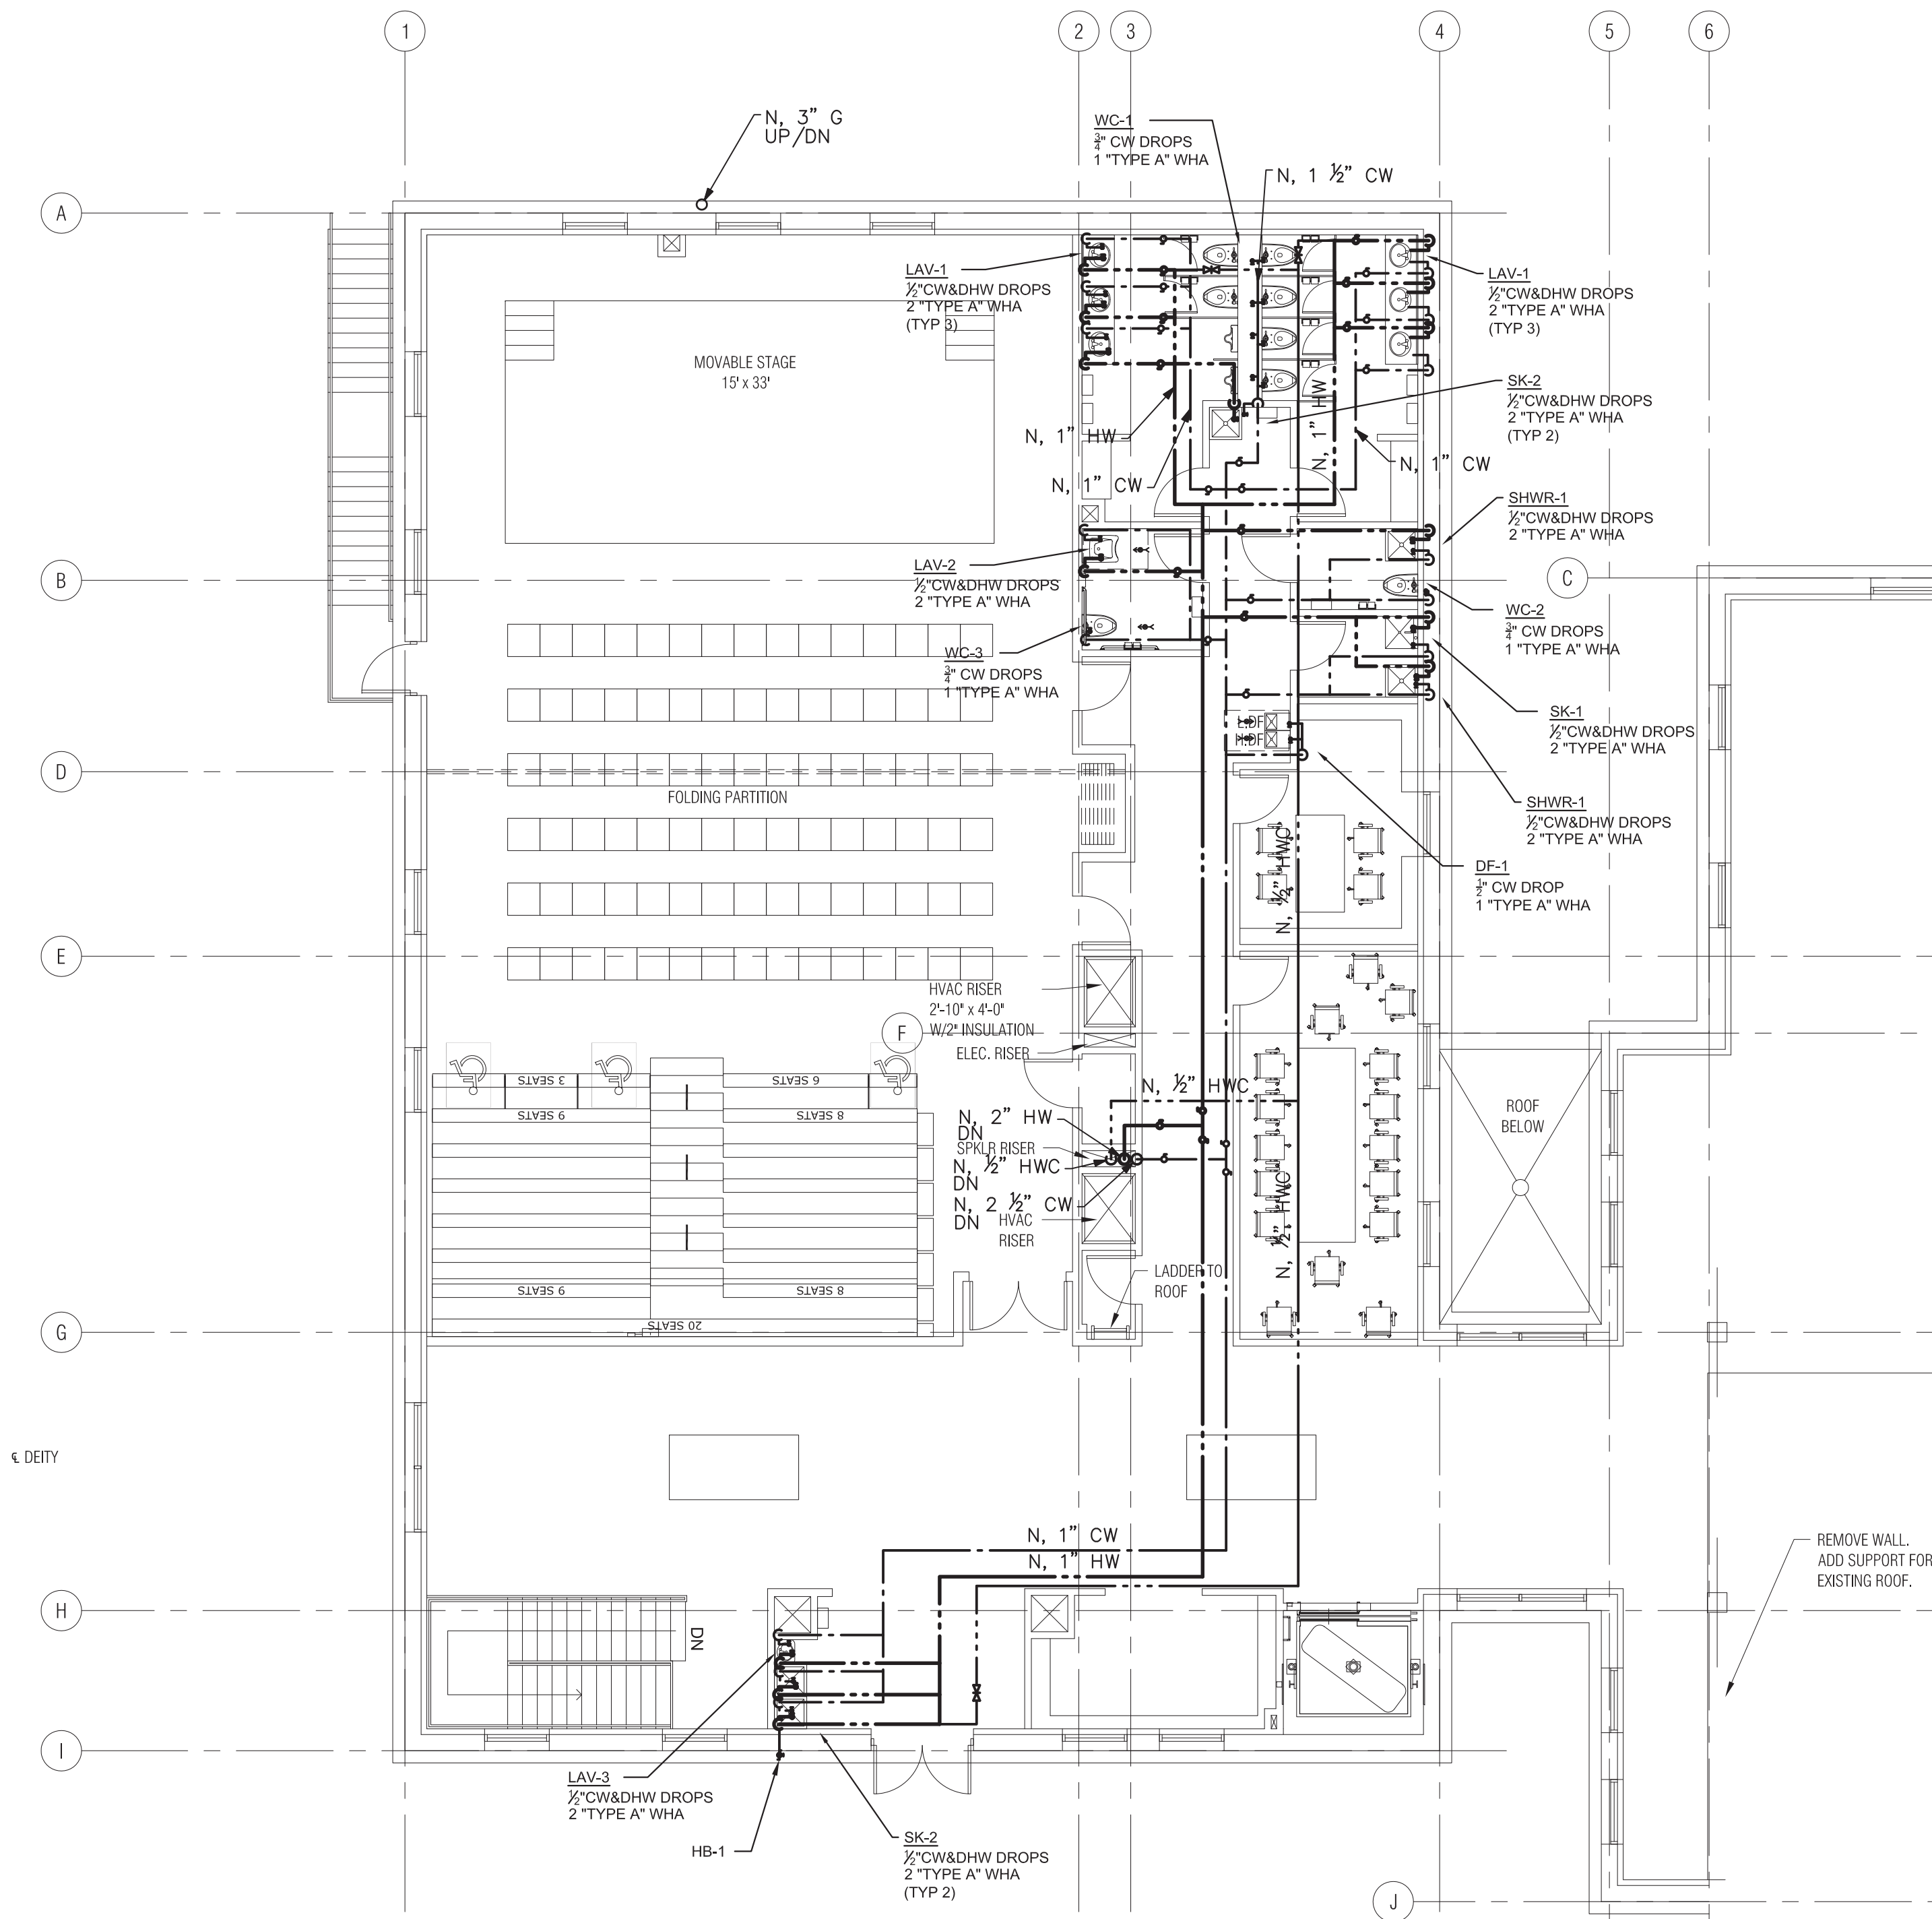 1
2
3
4
5
6
N, 3” G
UP/DN
WC-1
3/4" CW DROPS
1 "TYPE A" WHA
N, 1 ½” CW
A
LAV-1
½"CW&DHW DROPS
2 "TYPE A" WHA
(TYP 3)
LAV-1
½"CW&DHW DROPS
2 "TYPE A" WHA
(TYP 3)
MOVABLE STAGE
15' x 33'
SK-2
½"CW&DHW DROPS
2 "TYPE A" WHA
(TYP 2)
N, 1” HW
N, 1” HW
N, 1” CW
N, 1” CW
SHWR-1
½"CW&DHW DROPS
2 "TYPE A" WHA
LAV-2
½"CW&DHW DROPS
2 "TYPE A" WHA
B
C
WC-2
3/4" CW DROPS
1 "TYPE A" WHA
WC-3
3/4" CW DROPS
1 "TYPE A" WHA
SK-1
½"CW&DHW DROPS
2 "TYPE A" WHA
L.DF
H.DF
D
FOLDING PARTITION
SHWR-1
½"CW&DHW DROPS
2 "TYPE A" WHA
N, ½” HWC
DF-1
½" CW DROP
1 "TYPE A" WHA
E
HVAC RISER
2'-10" x 4'-0"
W/2" INSULATION
F
ELEC. RISER
3 SEATS
6 SEATS
9 SEATS
8 SEATS
N, ½” HWC
ROOF
BELOW
N, 2” HW
DN
SPKLR RISER
N, ½” HWC
DN
N, 2 ½” CW
DN
HVAC
RISER
N, ½” HWC
LADDER TO
ROOF
9 SEATS
8 SEATS
20 SEATS
G
℄ DEITY
N, 1” CW
N, 1” HW
REMOVE WALL.
ADD SUPPORT FOR
EXISTING ROOF.
H
DN
I
LAV-3
½"CW&DHW DROPS
2 "TYPE A" WHA
HB-1
SK-2
½"CW&DHW DROPS
2 "TYPE A" WHA
(TYP 2)
J